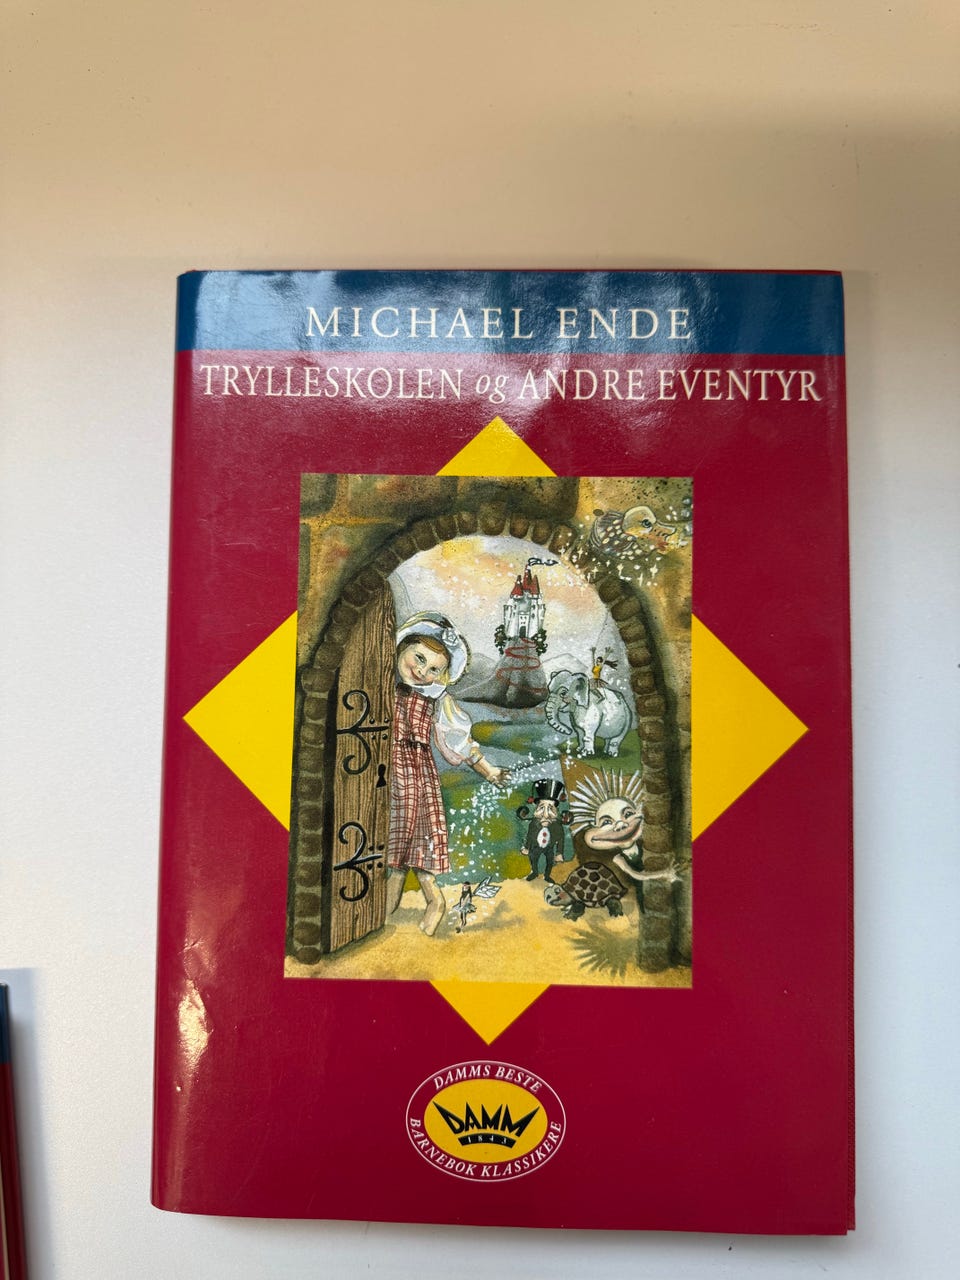 MICHAEL ENDE
TRYLLESKOLEN og ANDRE EVENTYR
DAMMS BESTE
DAMM
1843
BARNEBOK KLASSIKERE